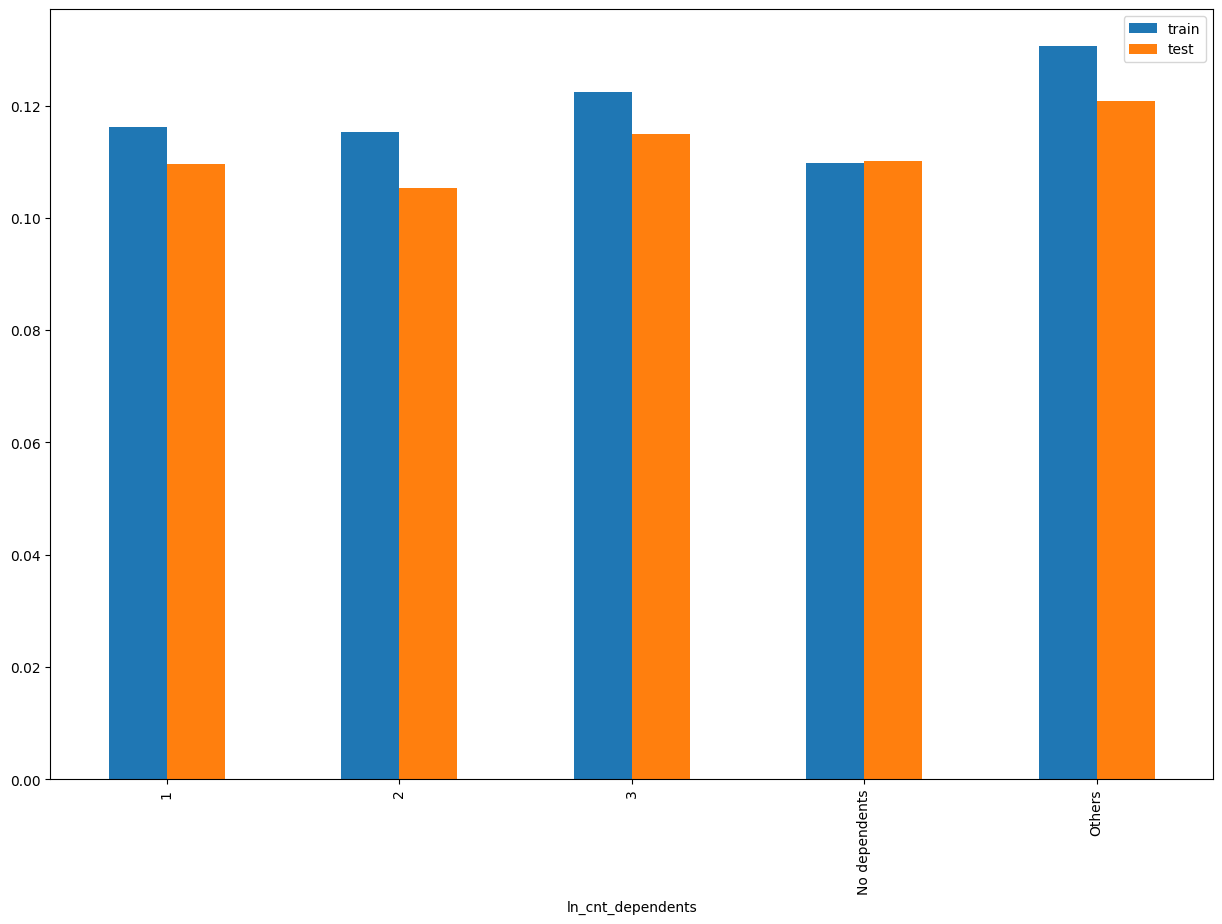 train
test
0.12
0.10
0.08
0.06
0.04
0.02
0.00
1
2
3
No dependents
Others
ln_cnt_dependents